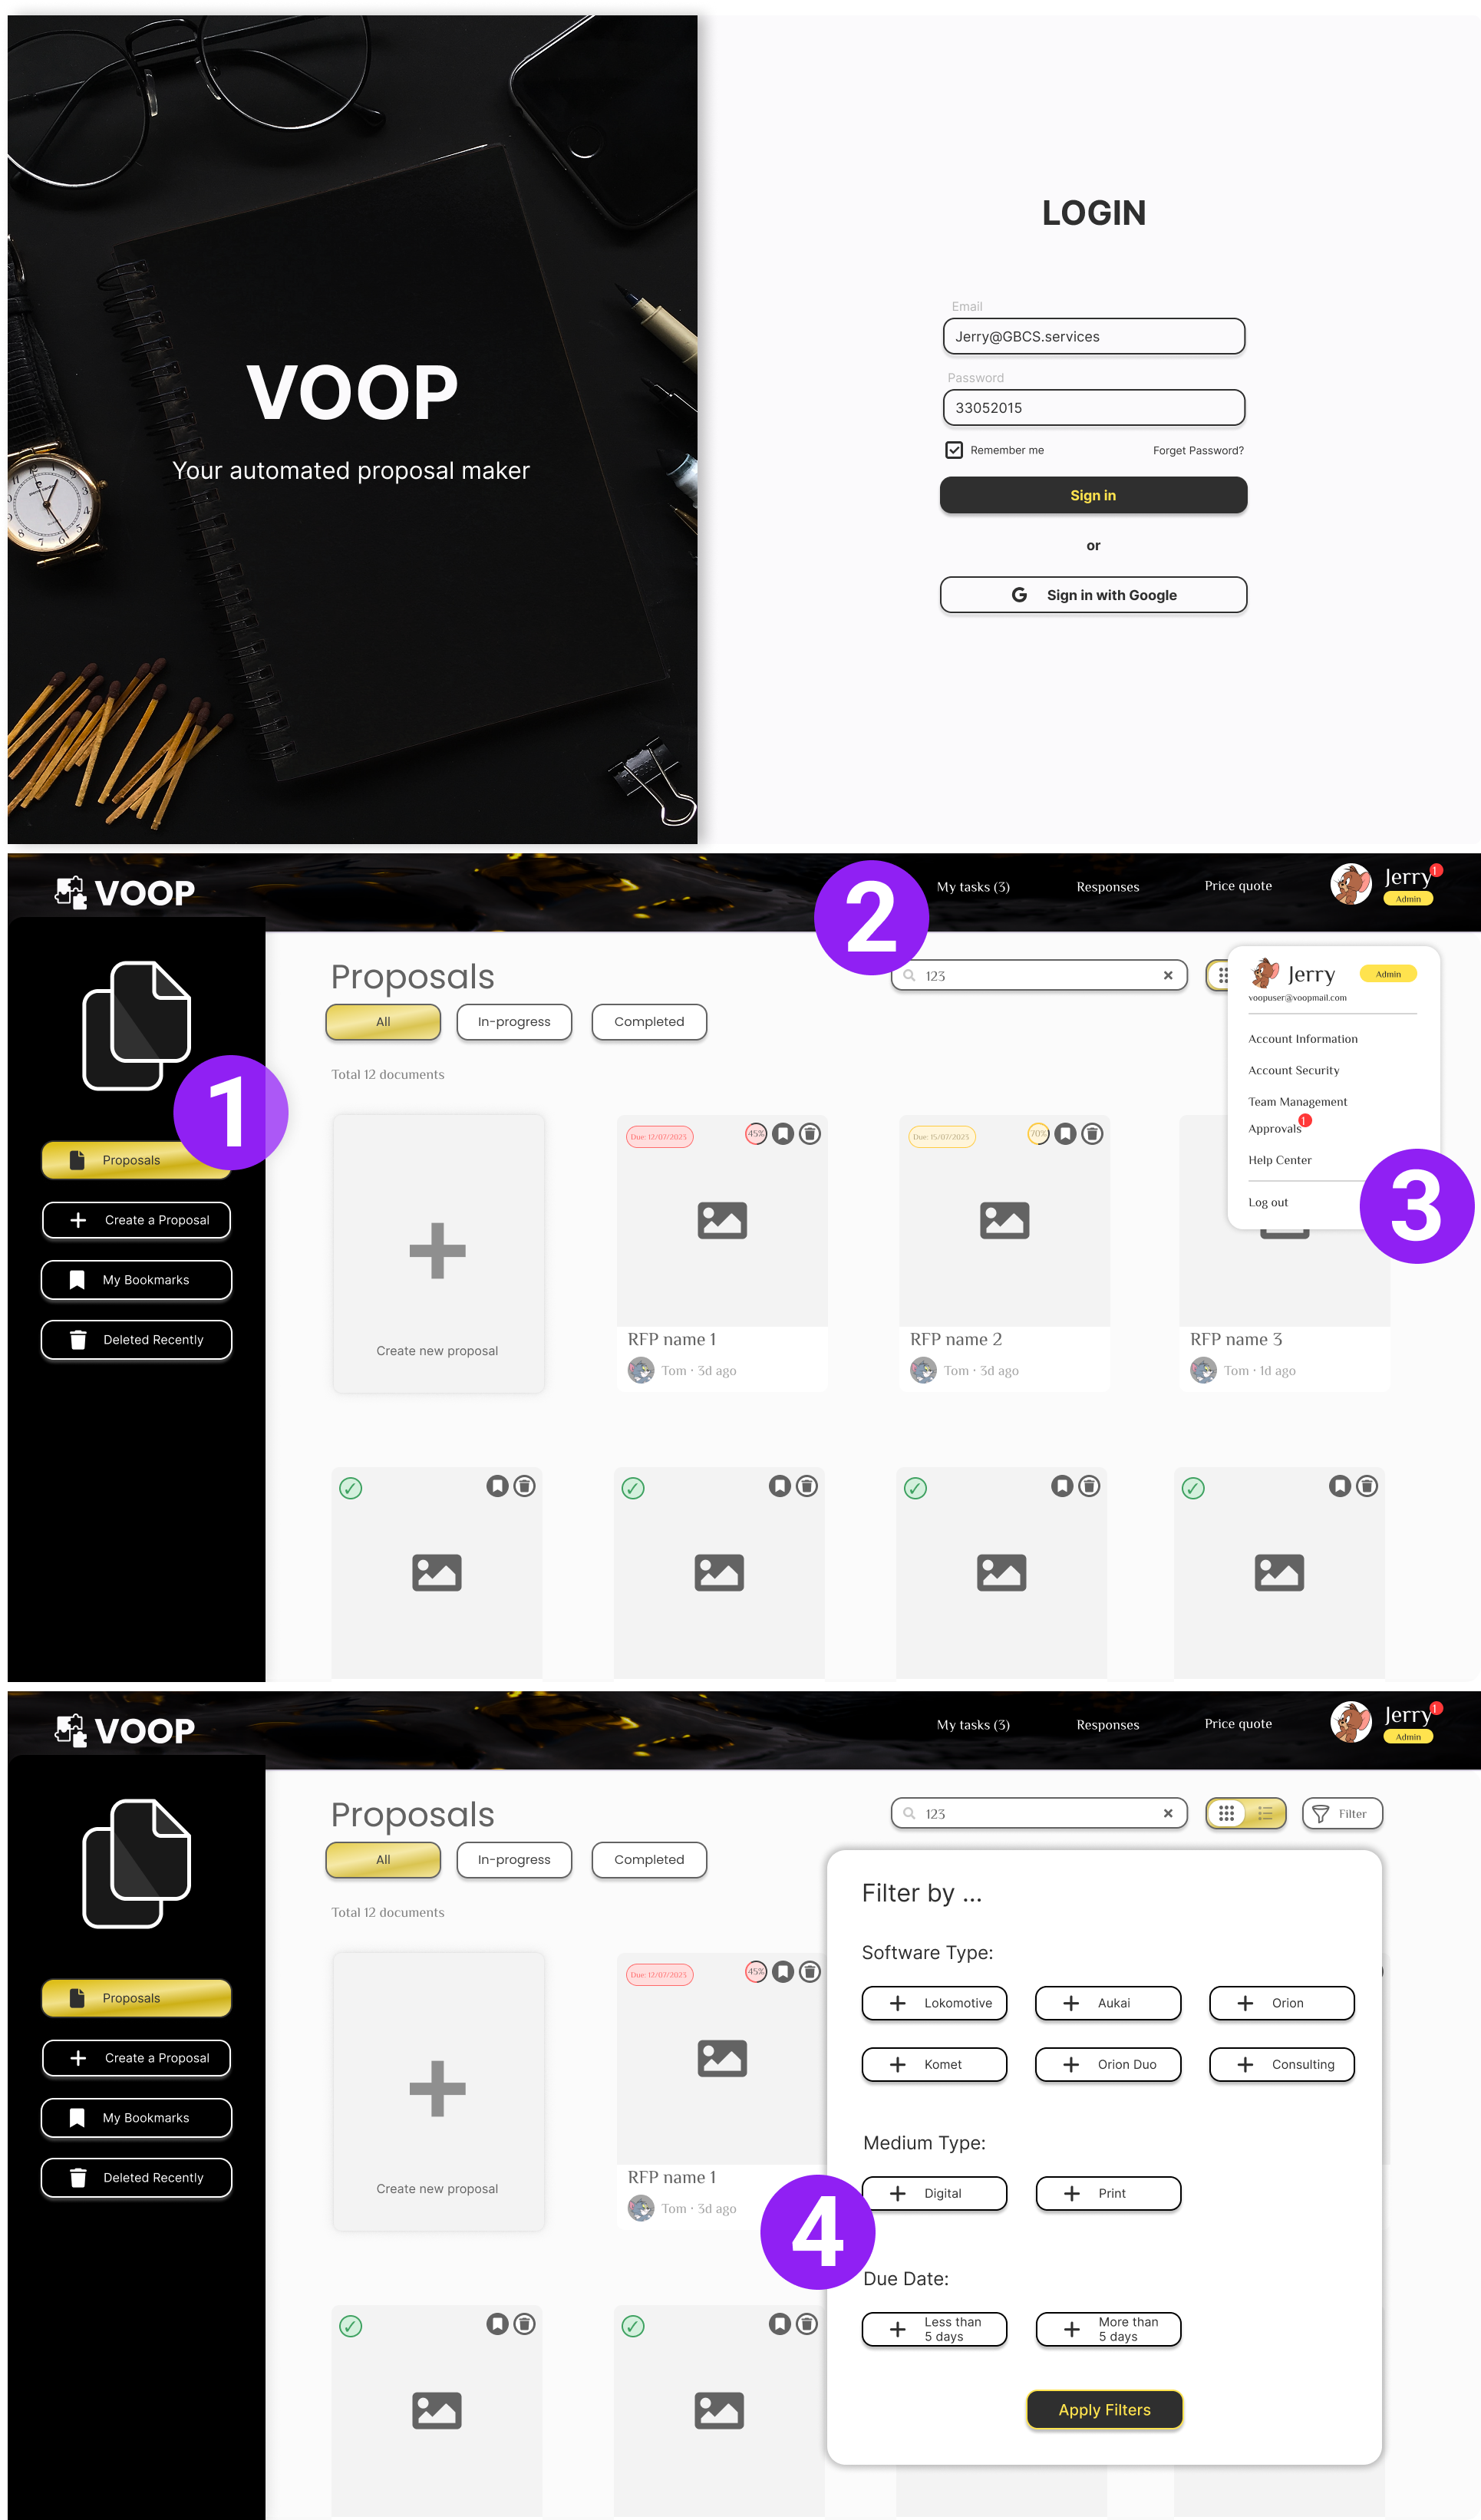 VOOP
Your automated proposal maker
LOGIN
Email
Jerry@GBCS.services
Password
33052015
Remember me
Forget Password?
Sign in
or
Sign in with Google
VOOP
My tasks (3)
Responses
Price quote
Jerry
1
Admin
2
Proposals
123
Jerry
Admin
voopuser@voopmail.com
Account Information
Account Security
Team Management
Approvals
1
Help Center
Log out
3
All
In-progress
Completed
Total 12 documents
1
Proposals
Create a Proposal
My Bookmarks
Deleted Recently
Create new proposal
Due: 12/07/2023
45%
RFP name 1
Tom · 3d ago
Due: 15/07/2023
70%
RFP name 2
Tom · 3d ago
RFP name 3
Tom · 1d ago
VOOP
My tasks (3)
Responses
Price quote
Jerry
1
Admin
Proposals
123
Filter
All
In-progress
Completed
Total 12 documents
Proposals
Create a Proposal
My Bookmarks
Deleted Recently
Create new proposal
Due: 12/07/2023
45%
RFP name 1
Tom · 3d ago
4
Filter by ...
Software Type:
Lokomotive
Aukai
Orion
Komet
Orion Duo
Consulting
Medium Type:
Digital
Print
Due Date:
Less than
5 days
More than
5 days
Apply Filters